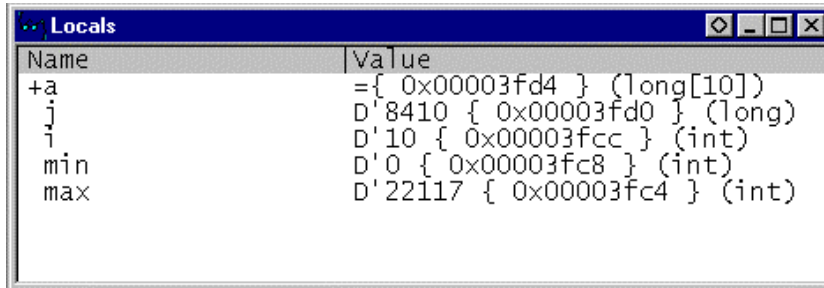 Locals
Name Value
+a ={ 0x00003fd4 } (long[10])
j D'8410 { 0x00003fd0 } (long)
i D'10 { 0x00003fcc } (int)
min D'0 { 0x00003fc8 } (int)
max D'22117 { 0x00003fc4 } (int)